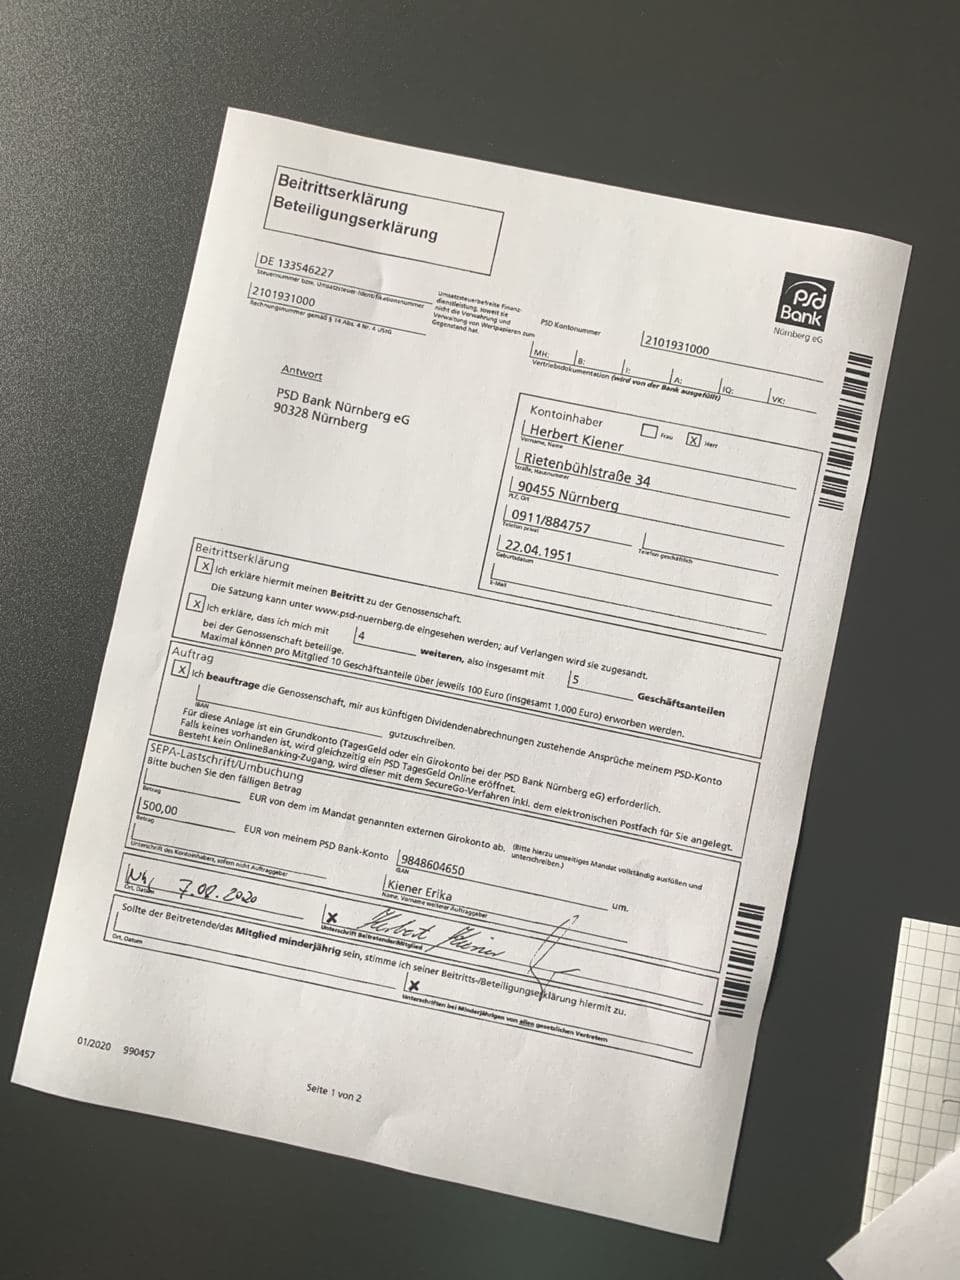 Beitrittserklärung
Beteiligungserklärung
psd
Bank
Nürnberg eG
DE 133546227
Steuernummer bzw. Umsatzsteuer-Identifikationsnummer
2101931000
Rechnungsnummer gemäß § 14 Abs. 4 Nr. 4 UStG
Umsatzsteuerbefreite Finanz-
dienstleistung, soweit sie
nicht die Verwahrung und
Verwaltung von Wertpapieren zum
Gegenstand hat.
PSD Kontonummer
2101931000
MH: B: I: A: IQ: VK:
Vertriebsdokumentation (wird von der Bank ausgefüllt)
Antwort
PSD Bank Nürnberg eG
90328 Nürnberg
Kontoinhaber Frau X Herr
Herbert Kiener
Vorname, Name
Rietenbühlstraße 34
Straße, Hausnummer
90455 Nürnberg
PLZ, Ort
0911/884757
Telefon privat Telefon geschäftlich
22.04.1951
Geburtsdatum
E-Mail
Beitrittserklärung
X Ich erkläre hiermit meinen Beitritt zu der Genossenschaft.
Die Satzung kann unter www.psd-nuernberg.de eingesehen werden; auf Verlangen wird sie zugesandt.
X Ich erkläre, dass ich mich mit 4 weiteren, also insgesamt mit 5 Geschäftsanteilen
bei der Genossenschaft beteilige.
Maximal können pro Mitglied 10 Geschäftsanteile über jeweils 100 Euro (insgesamt 1.000 Euro) erworben werden.
Auftrag
X Ich beauftrage die Genossenschaft, mir aus künftigen Dividendenabrechnungen zustehende Ansprüche meinem PSD-Konto
gutzuschreiben.
IBAN
Für diese Anlage ist ein Grundkonto (TagesGeld oder ein Girokonto bei der PSD Bank Nürnberg eG) erforderlich.
Falls keines vorhanden ist, wird gleichzeitig ein PSD TagesGeld Online eröffnet.
Besteht kein OnlineBanking-Zugang, wird dieser mit dem SecureGo-Verfahren inkl. dem elektronischen Postfach für Sie angelegt.
SEPA-Lastschrift/Umbuchung
Bitte buchen Sie den fälligen Betrag
EUR von dem im Mandat genannten externen Girokonto ab. (Bitte hierzu umseitiges Mandat vollständig ausfüllen und
unterschreiben.)
Betrag
500,00 EUR von meinem PSD Bank-Konto 9848604650 um.
Betrag IBAN
Kiener Erika
Unterschrift des Kontoinhabers, sofern nicht Auftraggeber Name, Vorname weiterer Auftraggeber
7.08.2020 Herbert Kiener
Ort, Datum Unterschrift Beitretender/Mitglied
Sollte der Beitretende/das Mitglied minderjährig sein, stimme ich seiner Beitritts-/Beteiligungserklärung hiermit zu.
Ort, Datum Unterschriften bei Minderjährigen von allen gesetzlichen Vertretern
01/2020 990457
Seite 1 von 2